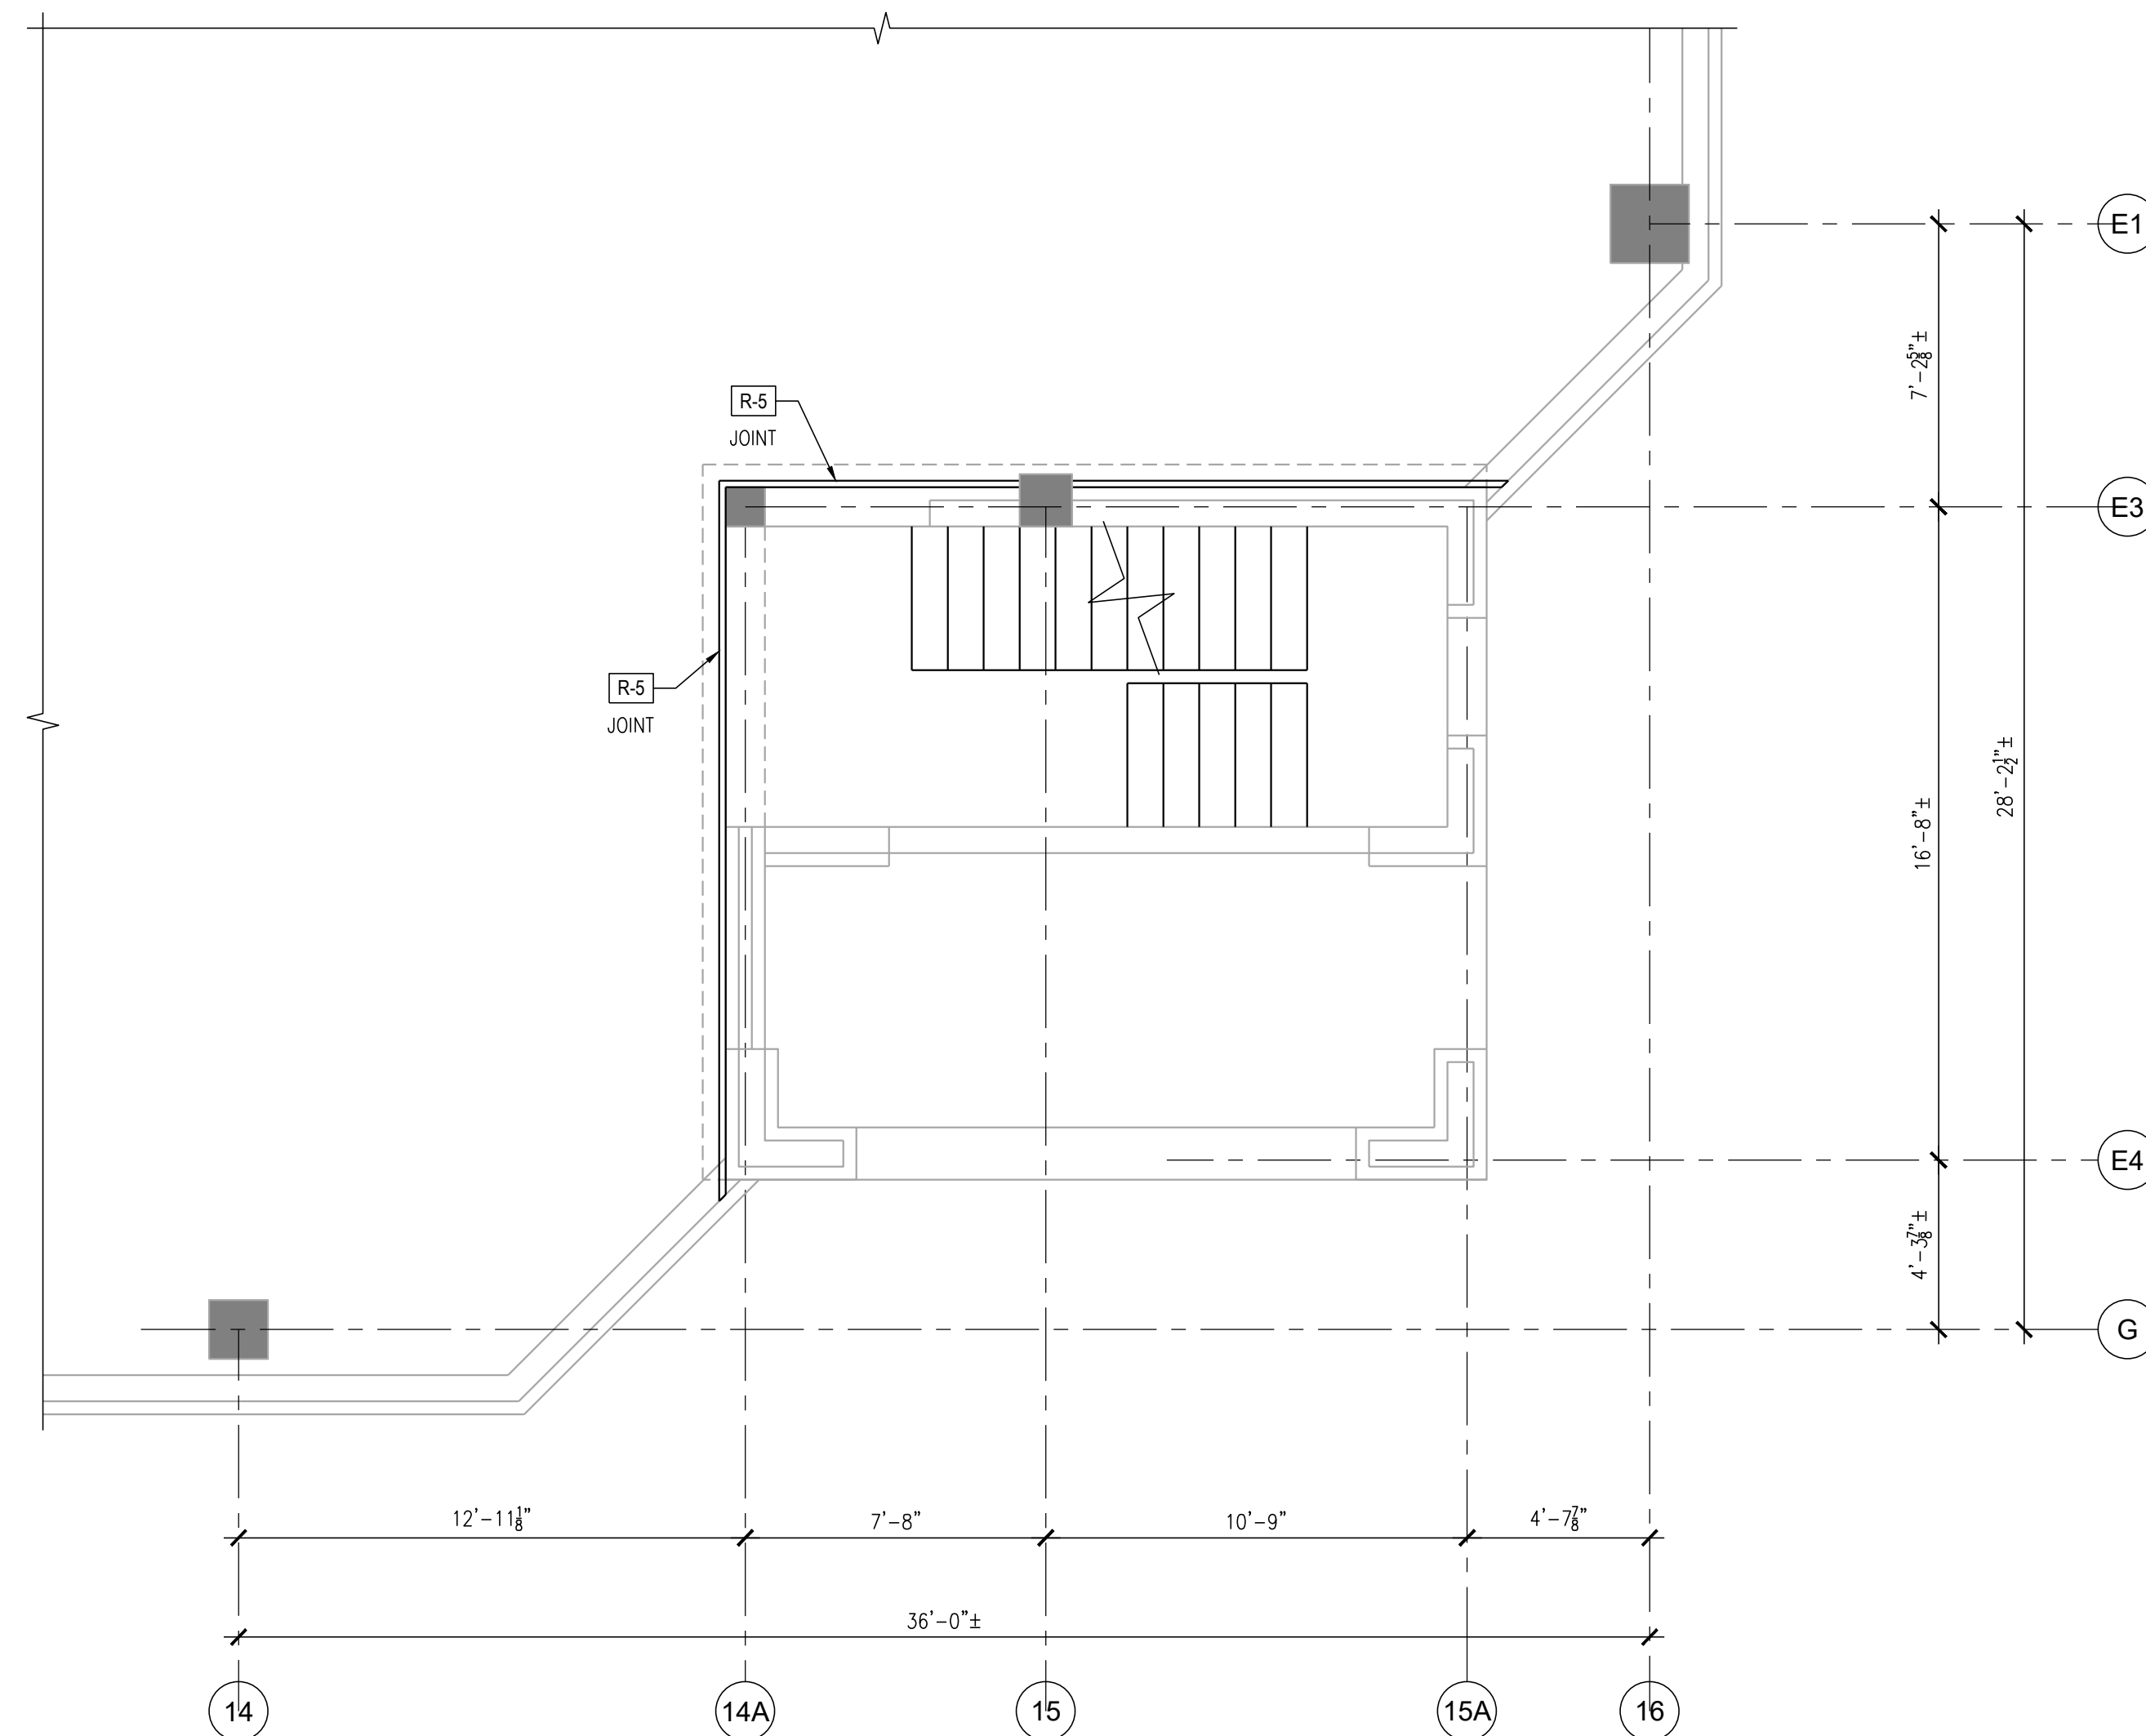 E1
7'-2⅝"±
R-5
JOINT
E3
R-5
JOINT
28'-2½"±
16'-8"±
E4
4'-3⅞"±
G
12'-11⅛"
7'-8"
10'-9"
4'-7⅞"
36'-0"±
14
14A
15
15A
16